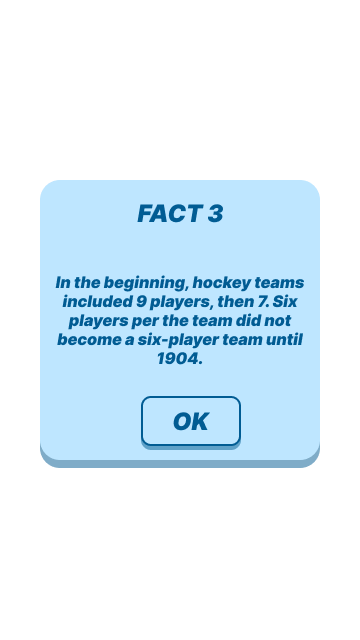 FACT 3
In the beginning, hockey teams
included 9 players, then 7. Six
players per the team did not
become a six-player team until
1904.
OK